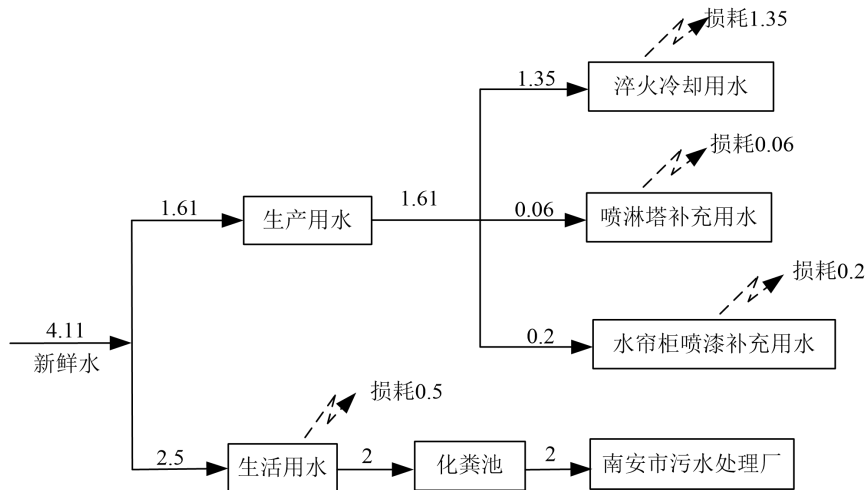 损耗1.35
1.35
淬火冷却用水
损耗0.06
1.61
生产用水
1.61
0.06
喷淋塔补充用水
损耗0.2
4.11
新鲜水
0.2
水帘柜喷漆补充用水
损耗0.5
2.5
生活用水
2
化粪池
2
南安市污水处理厂